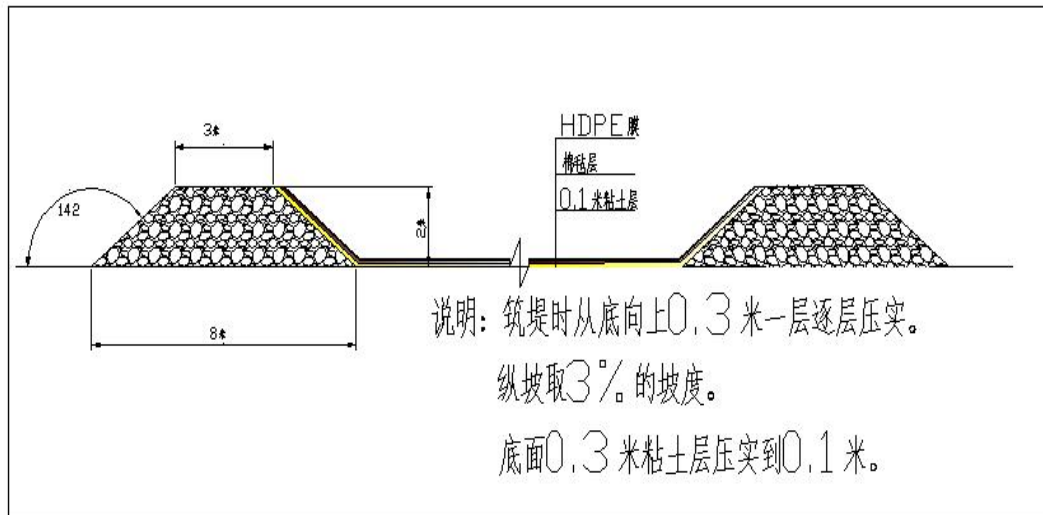 3米
142
2米
8米
HDPE膜
棉毡层
0.1米粘土层
说明：筑堤时从底向上0.3米一层逐层压实。
纵坡取3%的坡度。
底面0.3米粘土层压实到0.1米。